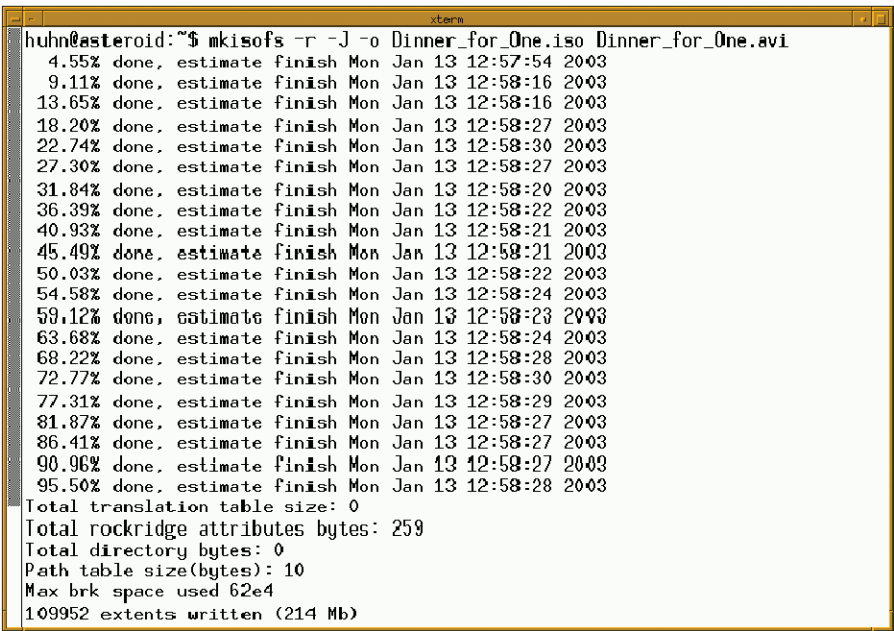 xterm
huhn@asteroid:~$ mkisofs -r -J -o Dinner_for_One.iso Dinner_for_One.avi
4.55% done, estimate finish Mon Jan 13 12:57:54 2003
9.11% done, estimate finish Mon Jan 13 12:58:16 2003
13.65% done, estimate finish Mon Jan 13 12:58:16 2003
18.20% done, estimate finish Mon Jan 13 12:58:27 2003
22.74% done, estimate finish Mon Jan 13 12:58:30 2003
27.30% done, estimate finish Mon Jan 13 12:58:27 2003
31.84% done, estimate finish Mon Jan 13 12:58:20 2003
36.39% done, estimate finish Mon Jan 13 12:58:22 2003
40.93% done, estimate finish Mon Jan 13 12:58:21 2003
45.49% done, estimate finish Mon Jan 13 12:58:21 2003
50.03% done, estimate finish Mon Jan 13 12:58:22 2003
54.58% done, estimate finish Mon Jan 13 12:58:24 2003
59.12% done, estimate finish Mon Jan 13 12:58:23 2003
63.68% done, estimate finish Mon Jan 13 12:58:24 2003
68.22% done, estimate finish Mon Jan 13 12:58:28 2003
72.77% done, estimate finish Mon Jan 13 12:58:30 2003
77.31% done, estimate finish Mon Jan 13 12:58:29 2003
81.87% done, estimate finish Mon Jan 13 12:58:27 2003
86.41% done, estimate finish Mon Jan 13 12:58:27 2003
90.96% done, estimate finish Mon Jan 13 12:58:27 2003
95.50% done, estimate finish Mon Jan 13 12:58:28 2003
Total translation table size: 0
Total rockridge attributes bytes: 259
Total directory bytes: 0
Path table size(bytes): 10
Max brk space used 62e4
109952 extents written (214 Mb)